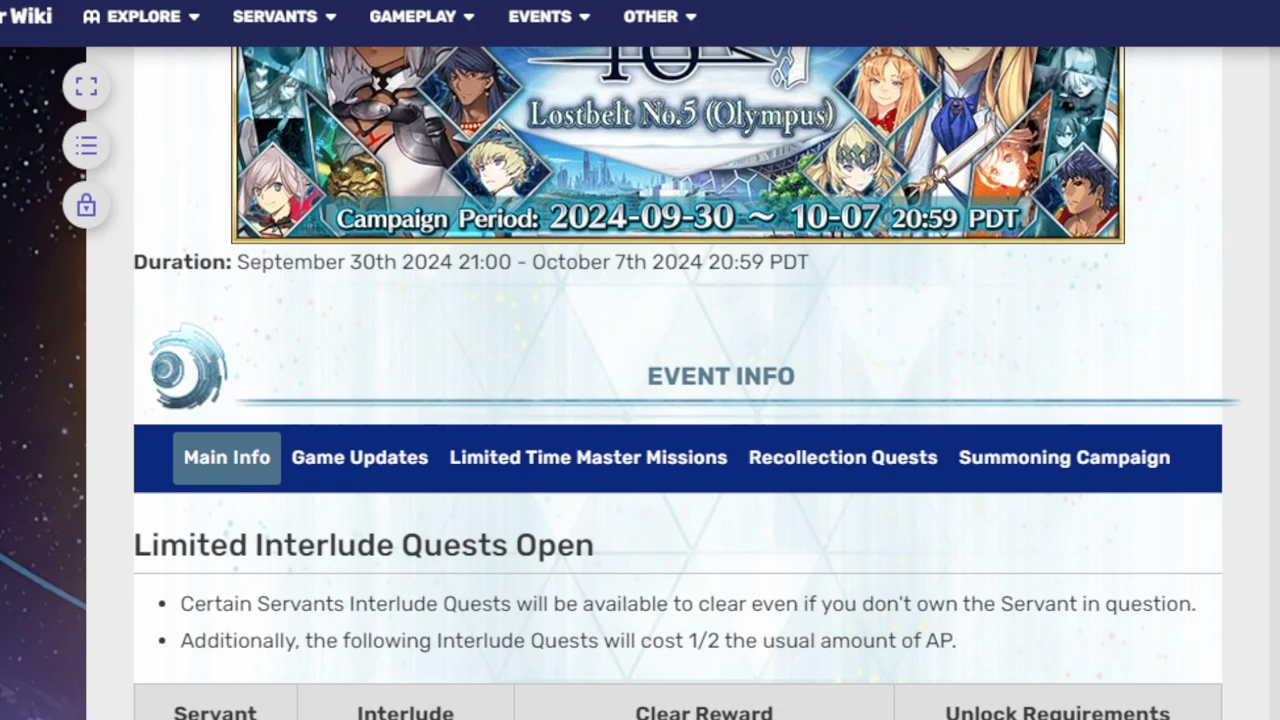 r Wiki EXPLORE SERVANTS GAMEPLAY EVENTS OTHER
Lostbelt No.5 (Olympus)
Campaign Period: 2024-09-30 ~ 10-07 20:59 PDT
Duration: September 30th 2024 21:00 - October 7th 2024 20:59 PDT
EVENT INFO
Main Info Game Updates Limited Time Master Missions Recollection Quests Summoning Campaign
Limited Interlude Quests Open
• Certain Servants Interlude Quests will be available to clear even if you don't own the Servant in question.
• Additionally, the following Interlude Quests will cost 1/2 the usual amount of AP.
Servant Interlude Clear Reward Unlock Requirements